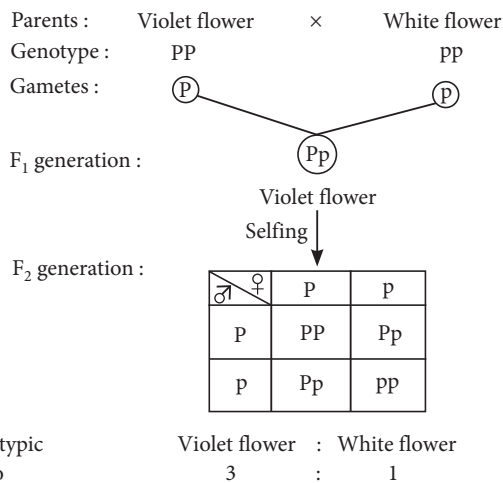 Parents : Violet flower × White flower
Genotype : PP pp
Gametes : P p
F₁ generation : Pp
Violet flower
Selfing
F₂ generation :
♂ ♀ P p
P PP Pp
p Pp pp
typic Violet flower : White flower
o 3 : 1